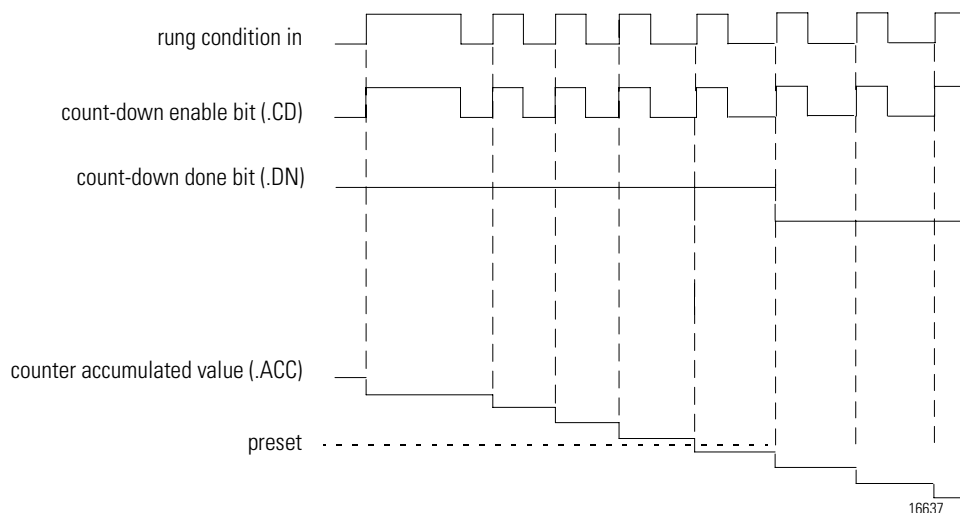 rung condition in
count-down enable bit (.CD)
count-down done bit (.DN)
counter accumulated value (.ACC)
preset
16637